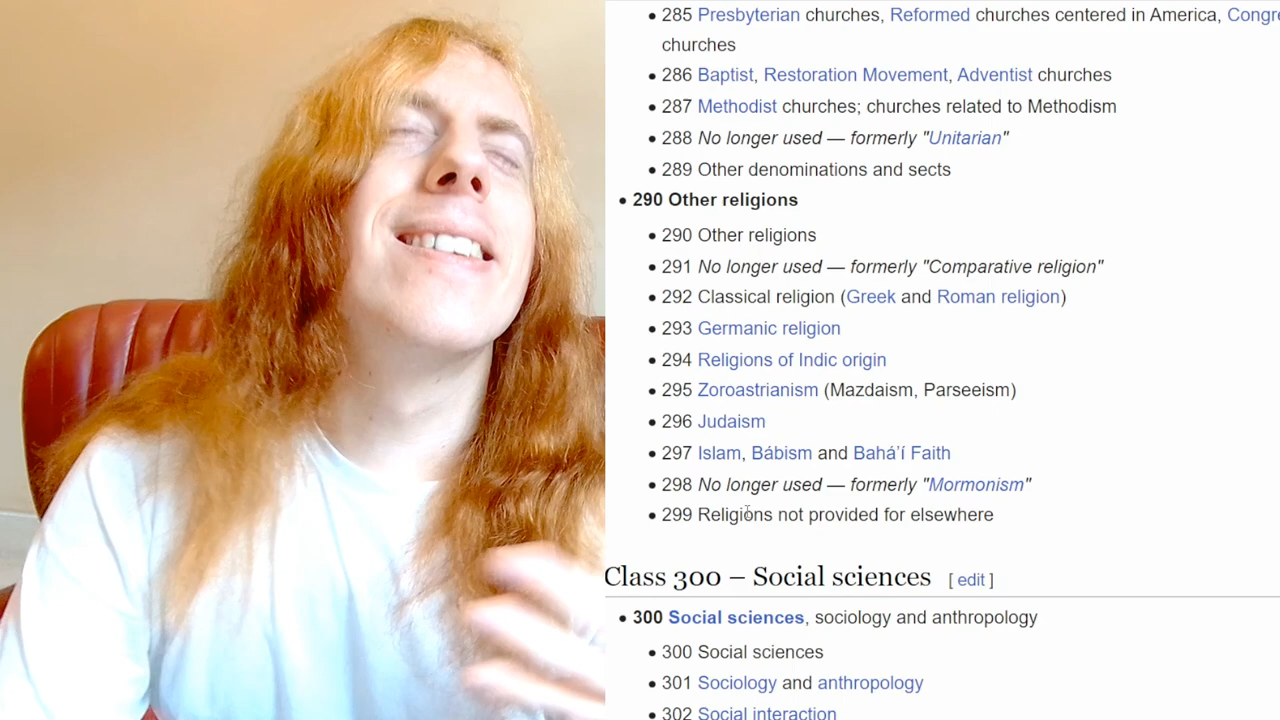 285 Presbyterian churches, Reformed churches centered in America,
churches
286 Baptist, Restoration Movement, Adventist churches
287 Methodist churches; churches related to Methodism
288 No longer used — formerly "Unitarian"
289 Other denominations and sects
290 Other religions
290 Other religions
291 No longer used — formerly "Comparative religion"
292 Classical religion (Greek and Roman religion)
293 Germanic religion
294 Religions of Indic origin
295 Zoroastrianism (Mazdaism, Parseeism)
296 Judaism
297 Islam, Bábism and Bahá'í Faith
298 No longer used — formerly "Mormonism"
299 Religions not provided for elsewhere
Class 300 – Social sciences [ edit ]
300 Social sciences, sociology and anthropology
300 Social sciences
301 Sociology and anthropology
302 Social interaction